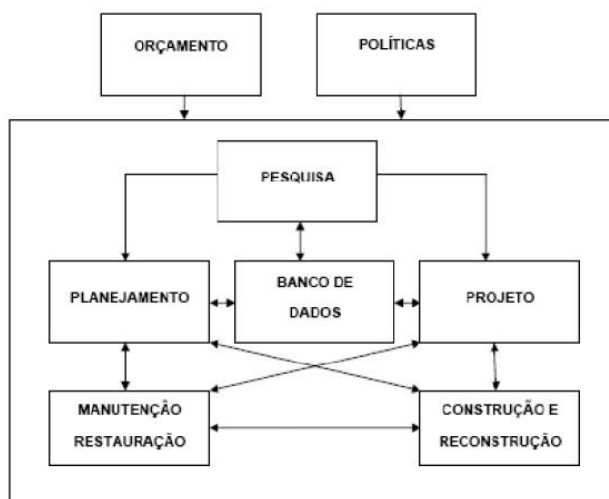 ORÇAMENTO
POLÍTICAS
PESQUISA
PLANEJAMENTO
BANCO DE
DADOS
PROJETO
MANUTENÇÃO
RESTAURAÇÃO
CONSTRUÇÃO E
RECONSTRUÇÃO